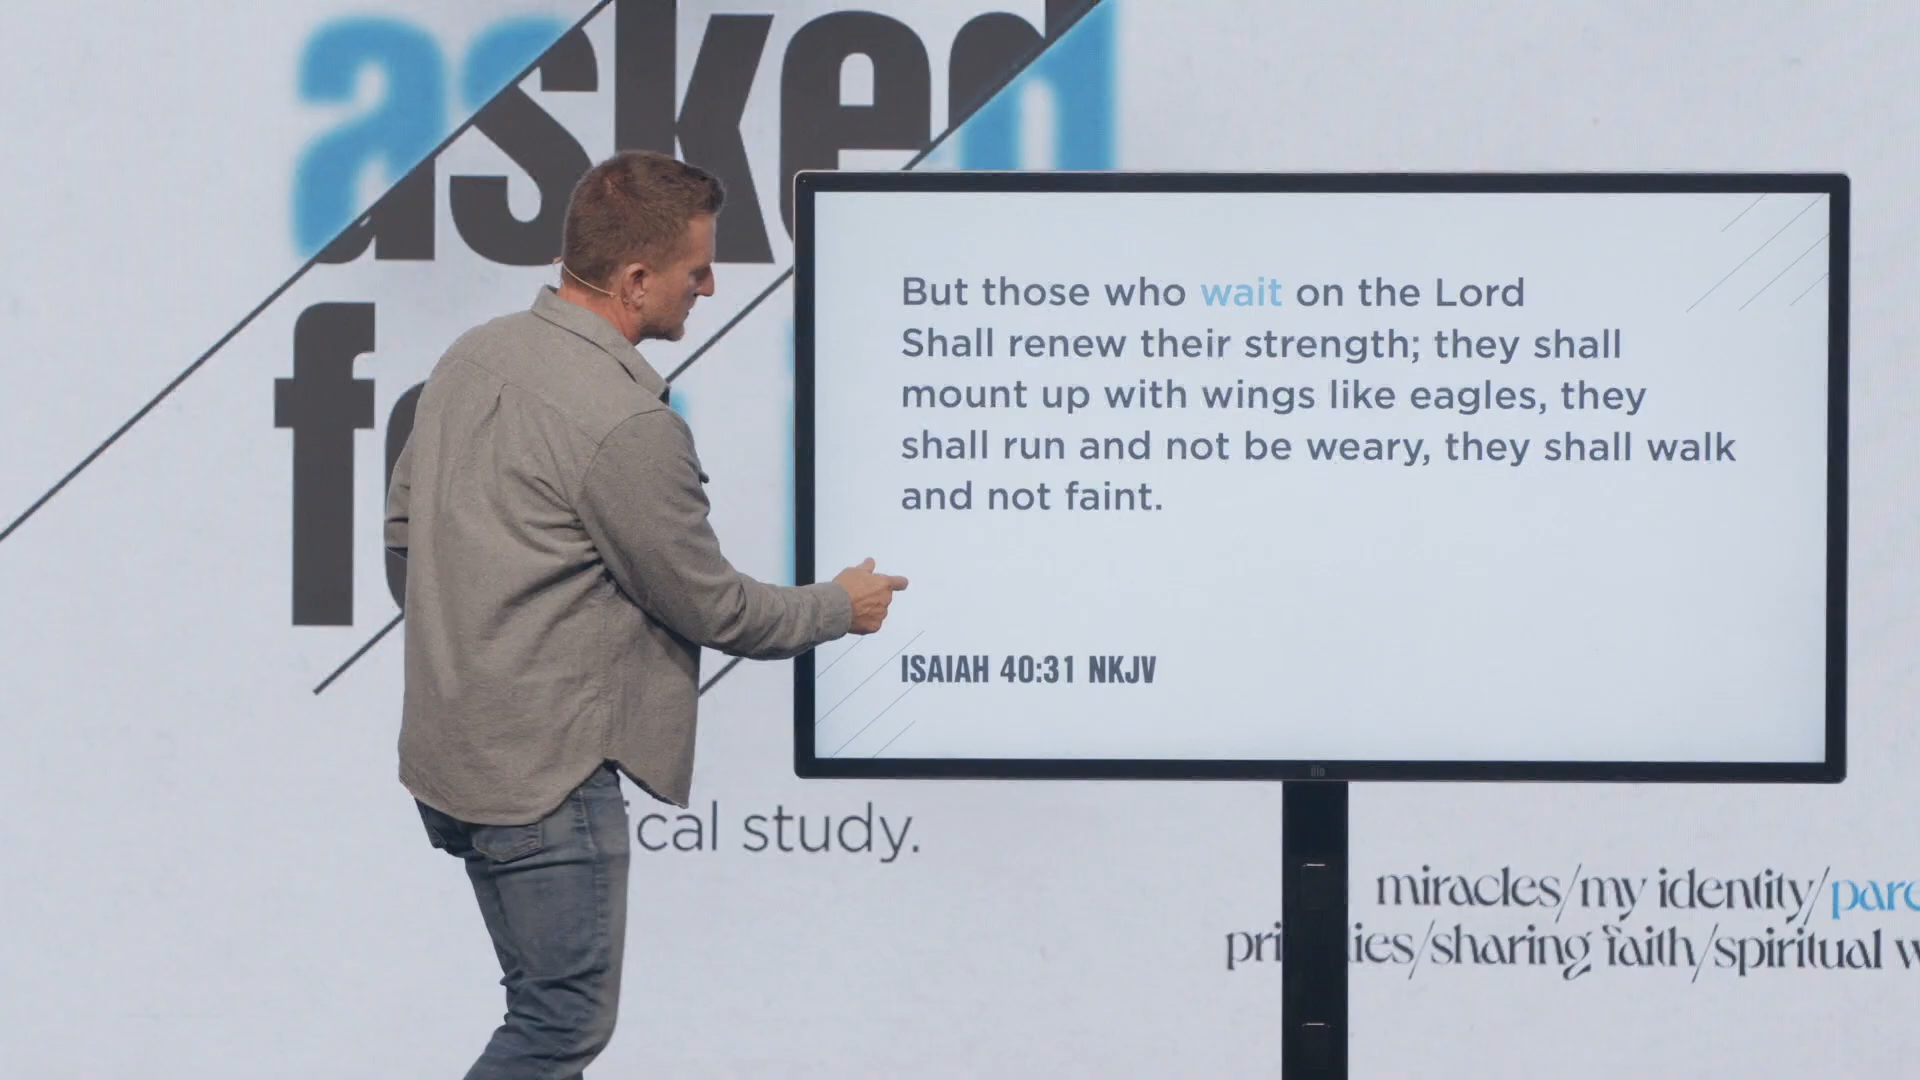 asked
But those who wait on the Lord
Shall renew their strength; they shall
mount up with wings like eagles, they
shall run and not be weary, they shall walk
and not faint.
ISAIAH 40:31 NKJV
study.
miracles/my identity/
/sharing faith/spiritual